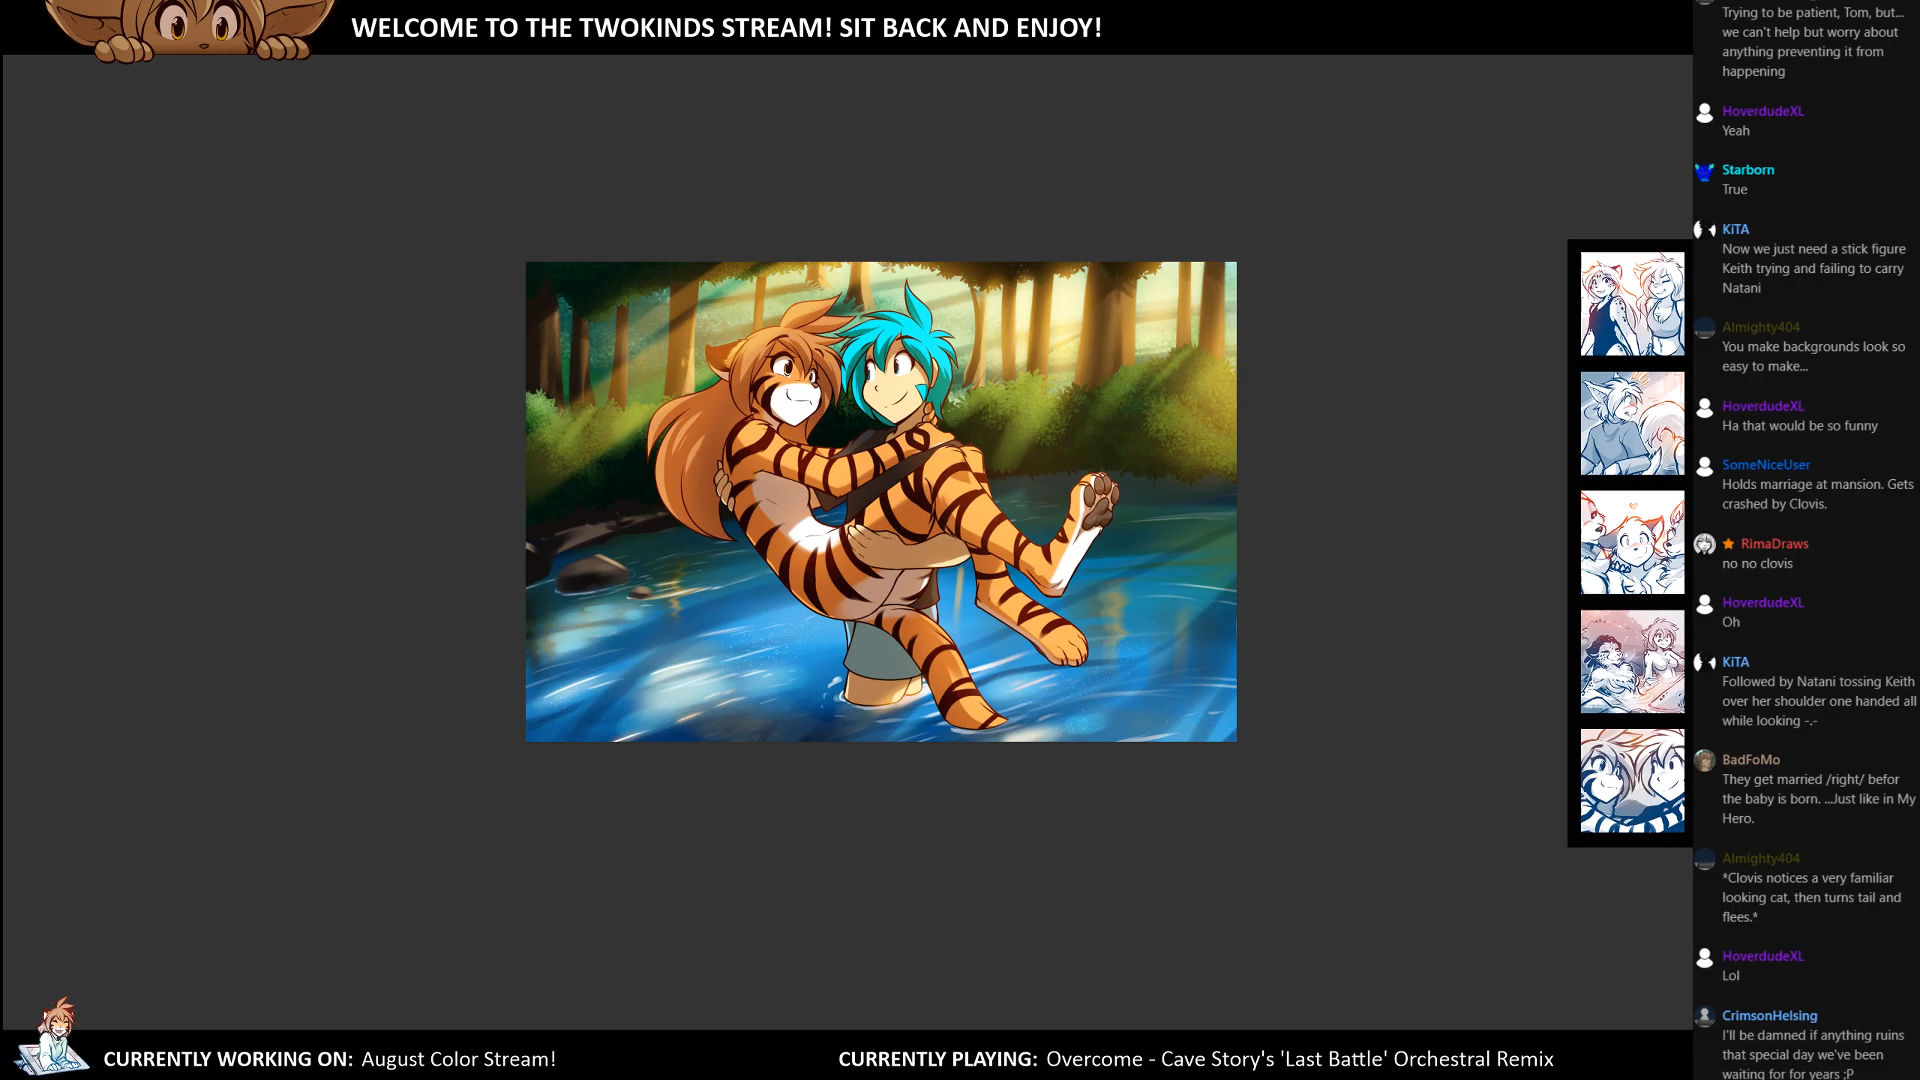 WELCOME TO THE TWOKINDS STREAM! SIT BACK AND ENJOY!
Trying to be patient, Tom, but...
we can't help but worry about
anything preventing it from
happening
HoverdudeXL
Yeah
Starborn
True
KiTA
Now we just need a stick figure
Keith trying and failing to carry
Natani
Almighty404
You make backgrounds look so
easy to make...
HoverdudeXL
Ha that would be so funny
SomeNiceUser
Holds marriage at mansion. Gets
crashed by Clovis.
RimaDraws
no no clovis
HoverdudeXL
Oh
KiTA
Followed by Natani tossing Keith
over her shoulder one handed all
while looking -.-
BadFoMo
They get married /right/ befor
the baby is born. ...Just like in My
Hero.
Almighty404
*Clovis notices a very familiar
looking cat, then turns tail and
flees.*
HoverdudeXL
Lol
CrimsonHelsing
I'll be damned if anything ruins
that special day we've been
waiting for for years ;P
CURRENTLY WORKING ON: August Color Stream!
CURRENTLY PLAYING: Overcome - Cave Story's 'Last Battle' Orchestral Remix